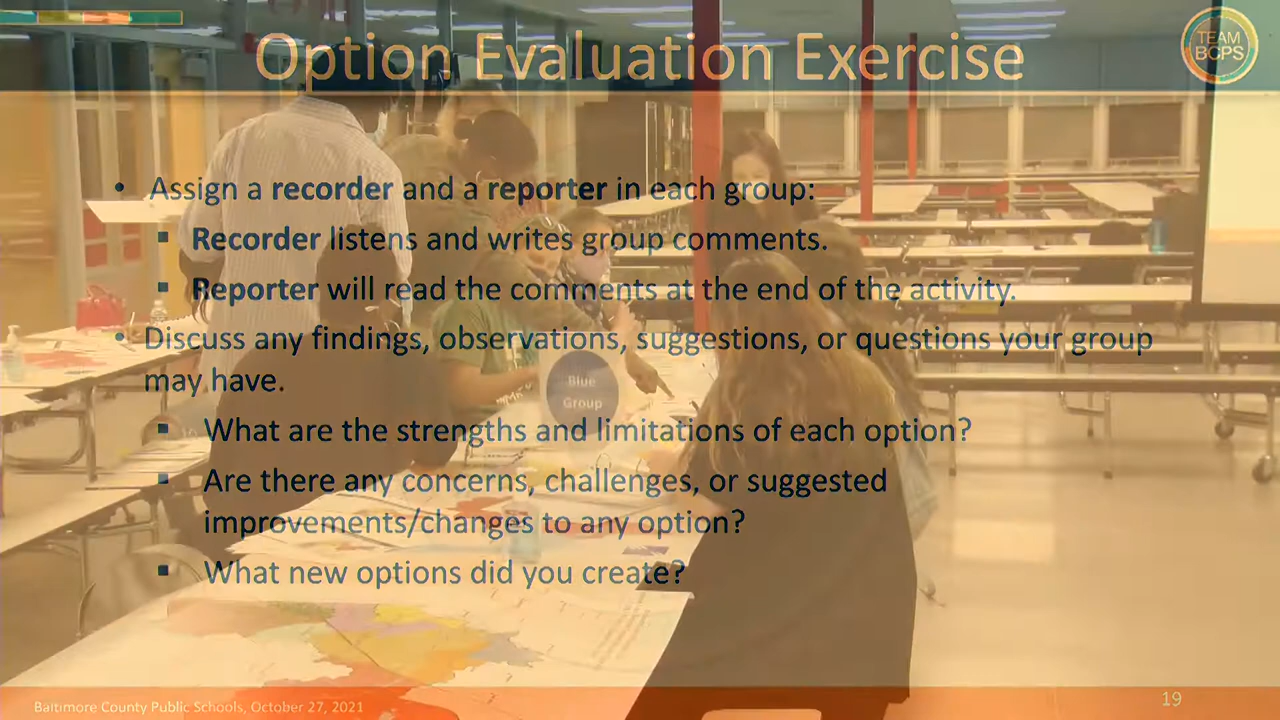 Option Evaluation Exercise
TEAM
BCPS
• Assign a recorder and a reporter in each group:
▪ Recorder listens and writes group comments.
▪ Reporter will read the comments at the end of the activity.
• Discuss any findings, observations, suggestions, or questions your group
may have.
Blue
Group
▪ What are the strengths and limitations of each option?
▪ Are there any concerns, challenges, or suggested
improvements/changes to any option?
▪ What new options did you create?
Baltimore County Public Schools, October 27, 2021
19